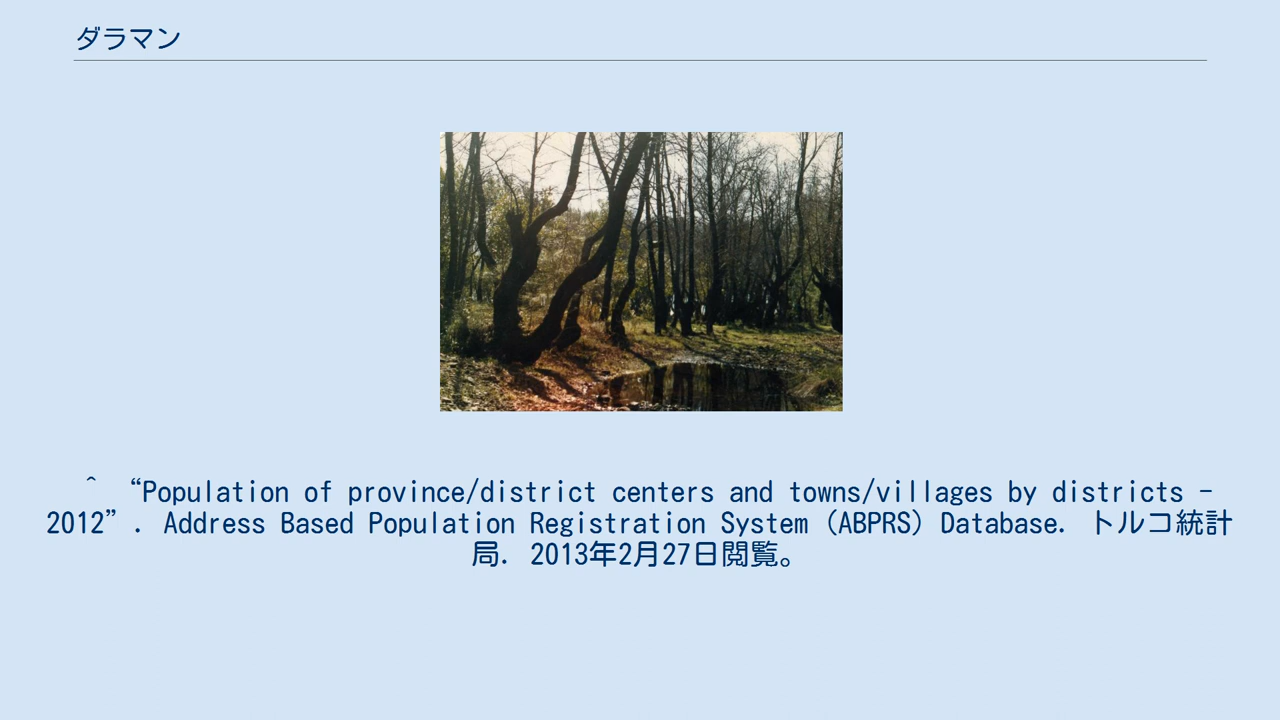 ダラマン
^ “Population of province/district centers and towns/villages by districts -
2012”. Address Based Population Registration System (ABPRS) Database. トルコ統計
局. 2013年2月27日閲覧。